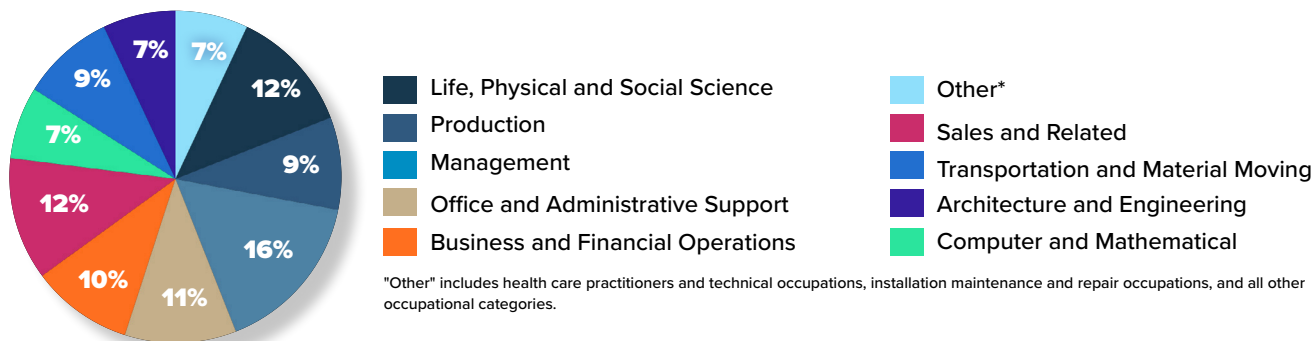 7%
7%
12%
9%
9%
7%
16%
12%
10%
11%
Life, Physical and Social Science
Production
Management
Office and Administrative Support
Business and Financial Operations
Other*
Sales and Related
Transportation and Material Moving
Architecture and Engineering
Computer and Mathematical
"Other" includes health care practitioners and technical occupations, installation maintenance and repair occupations, and all other
occupational categories.